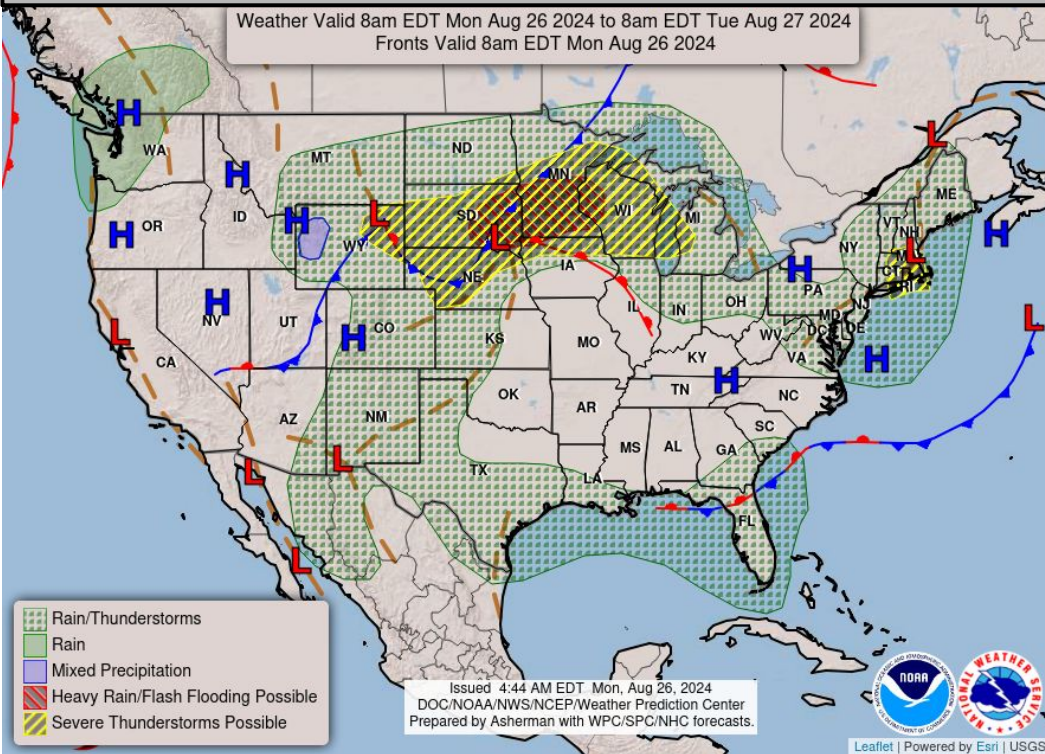 Weather Valid 8am EDT Mon Aug 26 2024 to 8am EDT Tue Aug 27 2024
Fronts Valid 8am EDT Mon Aug 26 2024
H
WA
MT
ND
MN
L
ME
H
ID
H
OR
H
WY
L
SD
L
WI
MI
NY
VT
NH
L
H
CT
RI
H
NE
IA
H
NV
UT
H
CO
L
CA
KS
MO
IL
IN
OH
PA
NJ
MD
DC
DE
WV
VA
H
L
KY
H
TN
NC
AZ
NM
OK
AR
SC
MS
AL
GA
L
L
TX
LA
FL
L
Rain/Thunderstorms
Rain
Mixed Precipitation
Heavy Rain/Flash Flooding Possible
Severe Thunderstorms Possible
Issued 4:44 AM EDT Mon, Aug 26, 2024
DOC/NOAA/NWS/NCEP/Weather Prediction Center
Prepared by Asherman with WPC/SPC/NHC forecasts.
NOAA
NATIONAL WEATHER SERVICE
Leaflet | Powered by Esri | USGS